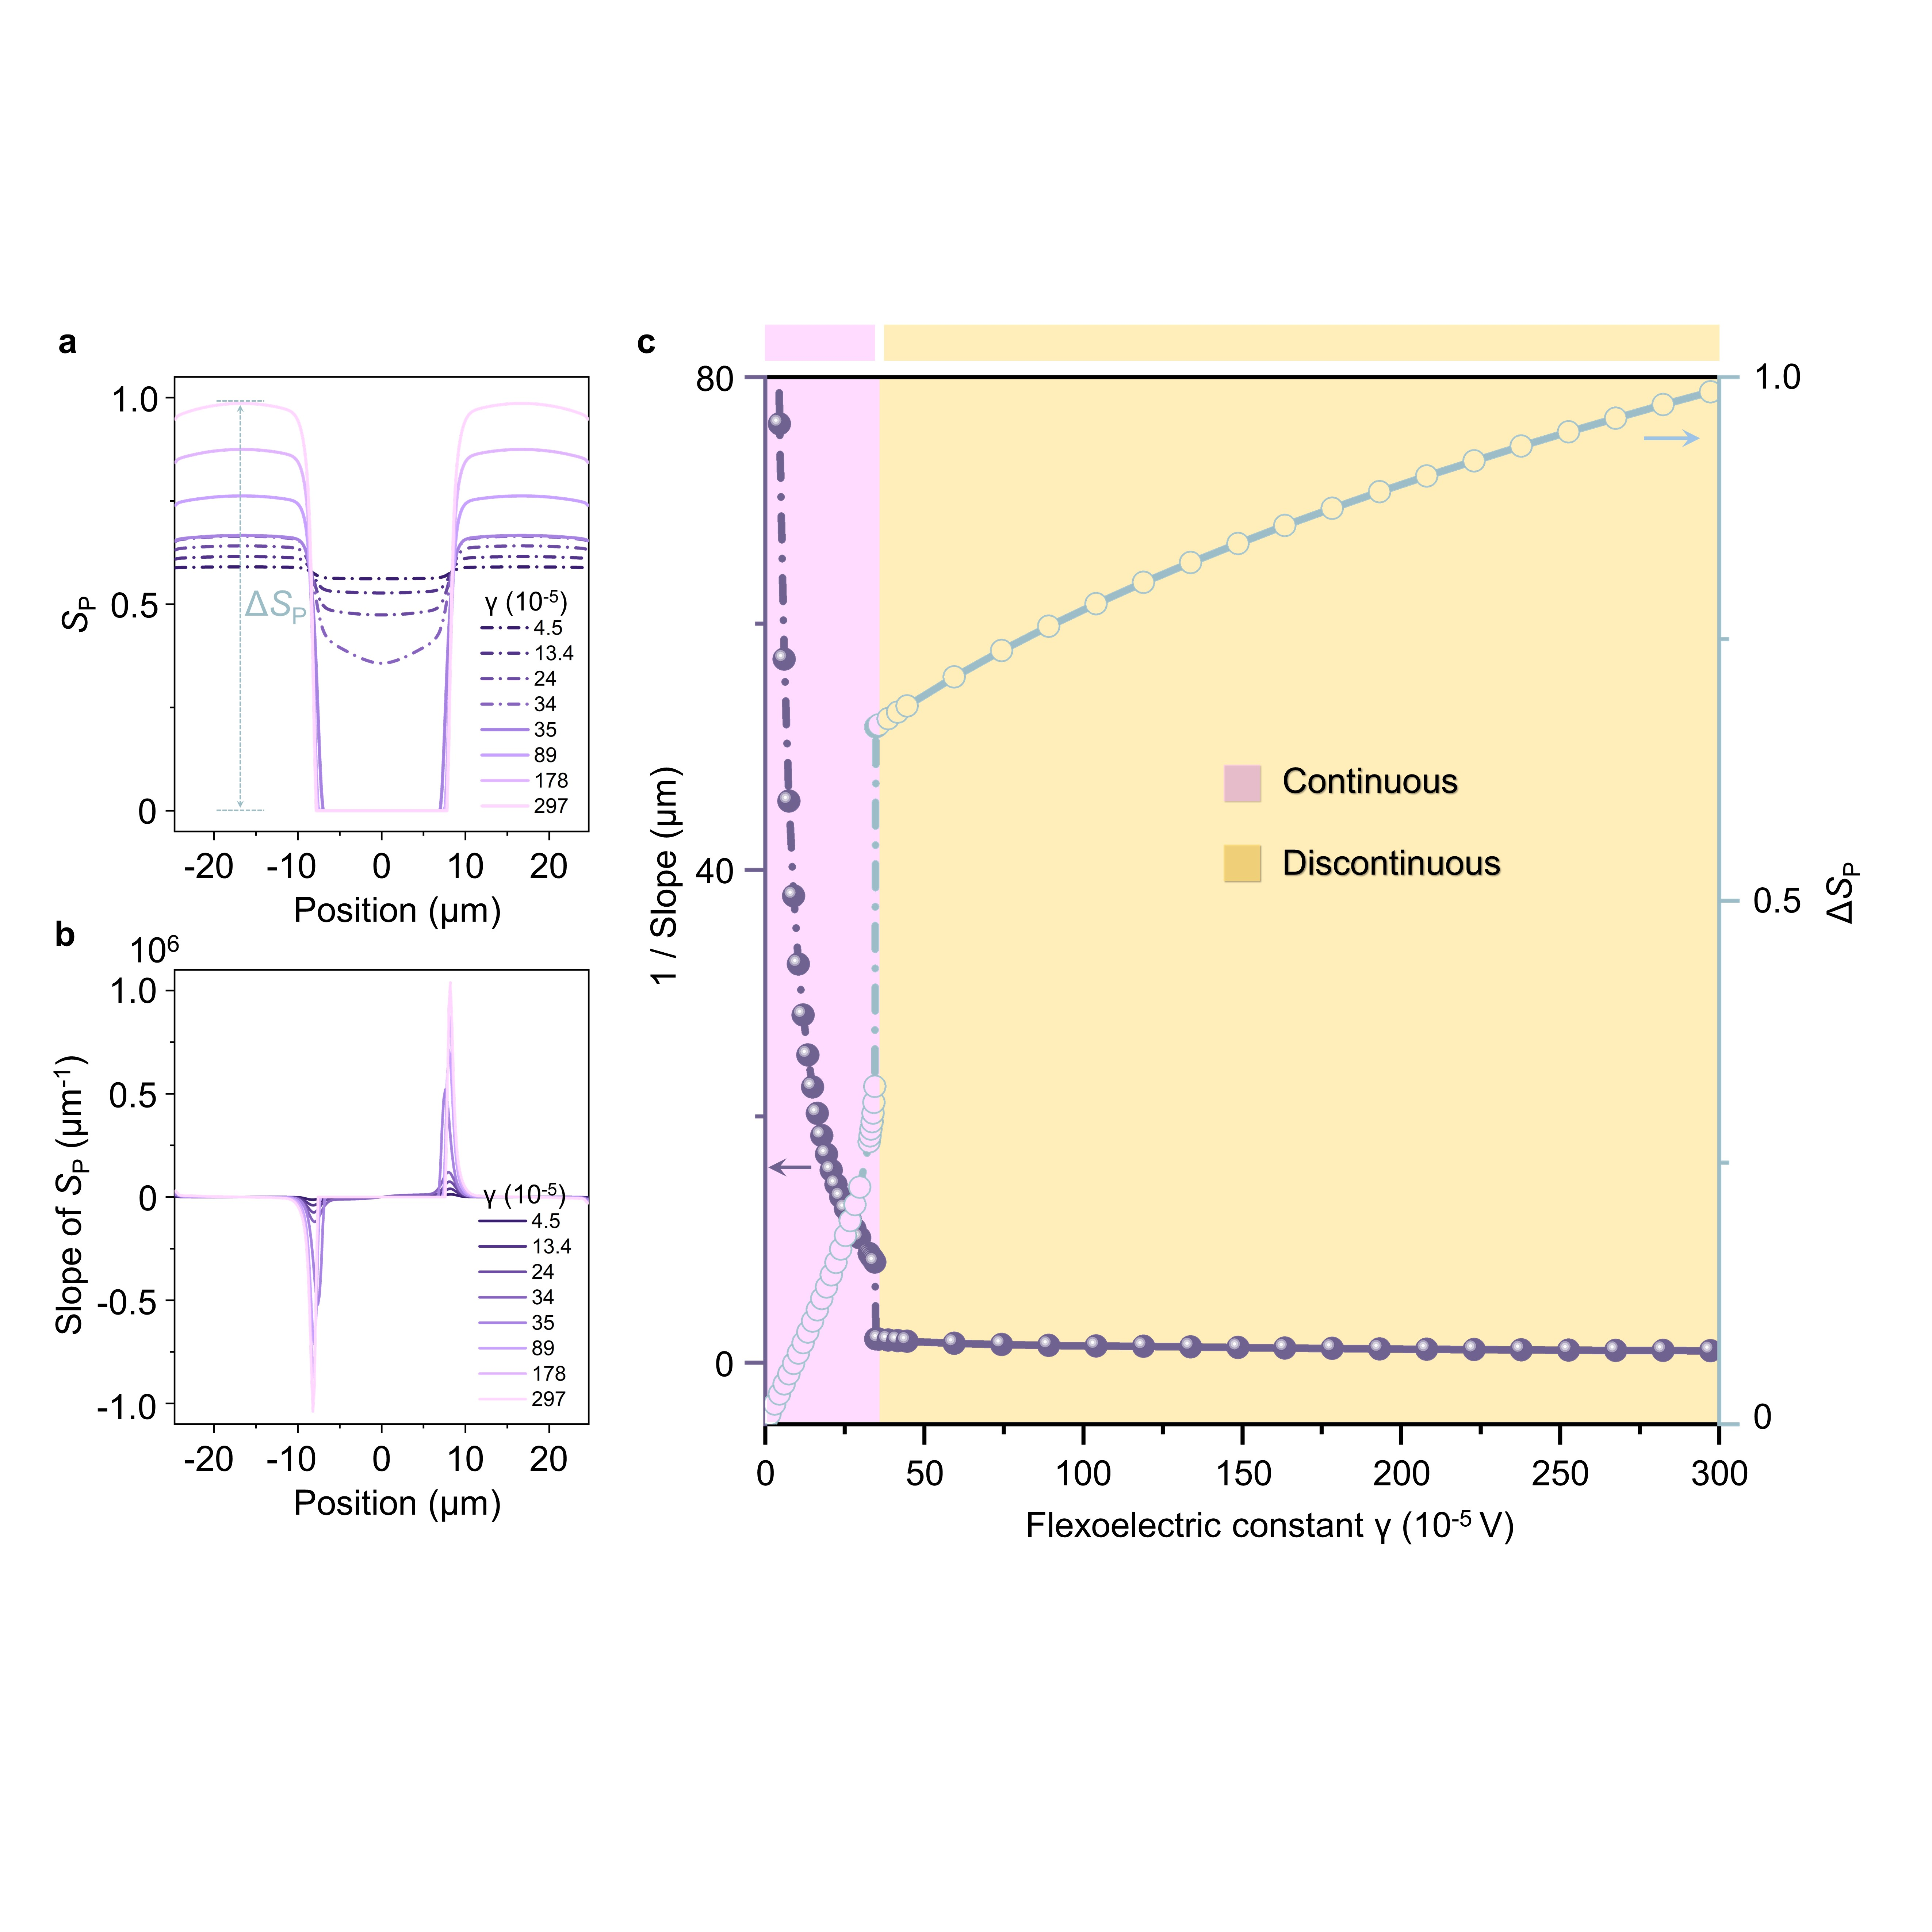 a
1.0
0.5
0
S_P
ΔS_P
γ (10^-5)
4.5
13.4
24
34
35
89
178
297
-20 -10 0 10 20
Position (μm)
b
10^6
1.0
0.5
0
-0.5
-1.0
Slope of S_P (μm^-1)
γ (10^-5)
4.5
13.4
24
34
35
89
178
297
-20 -10 0 10 20
Position (μm)
c
80
40
0
1 / Slope (μm)
Continuous
Discontinuous
1.0
0.5
0
ΔS_P
0 50 100 150 200 250 300
Flexoelectric constant γ (10^-5 V)